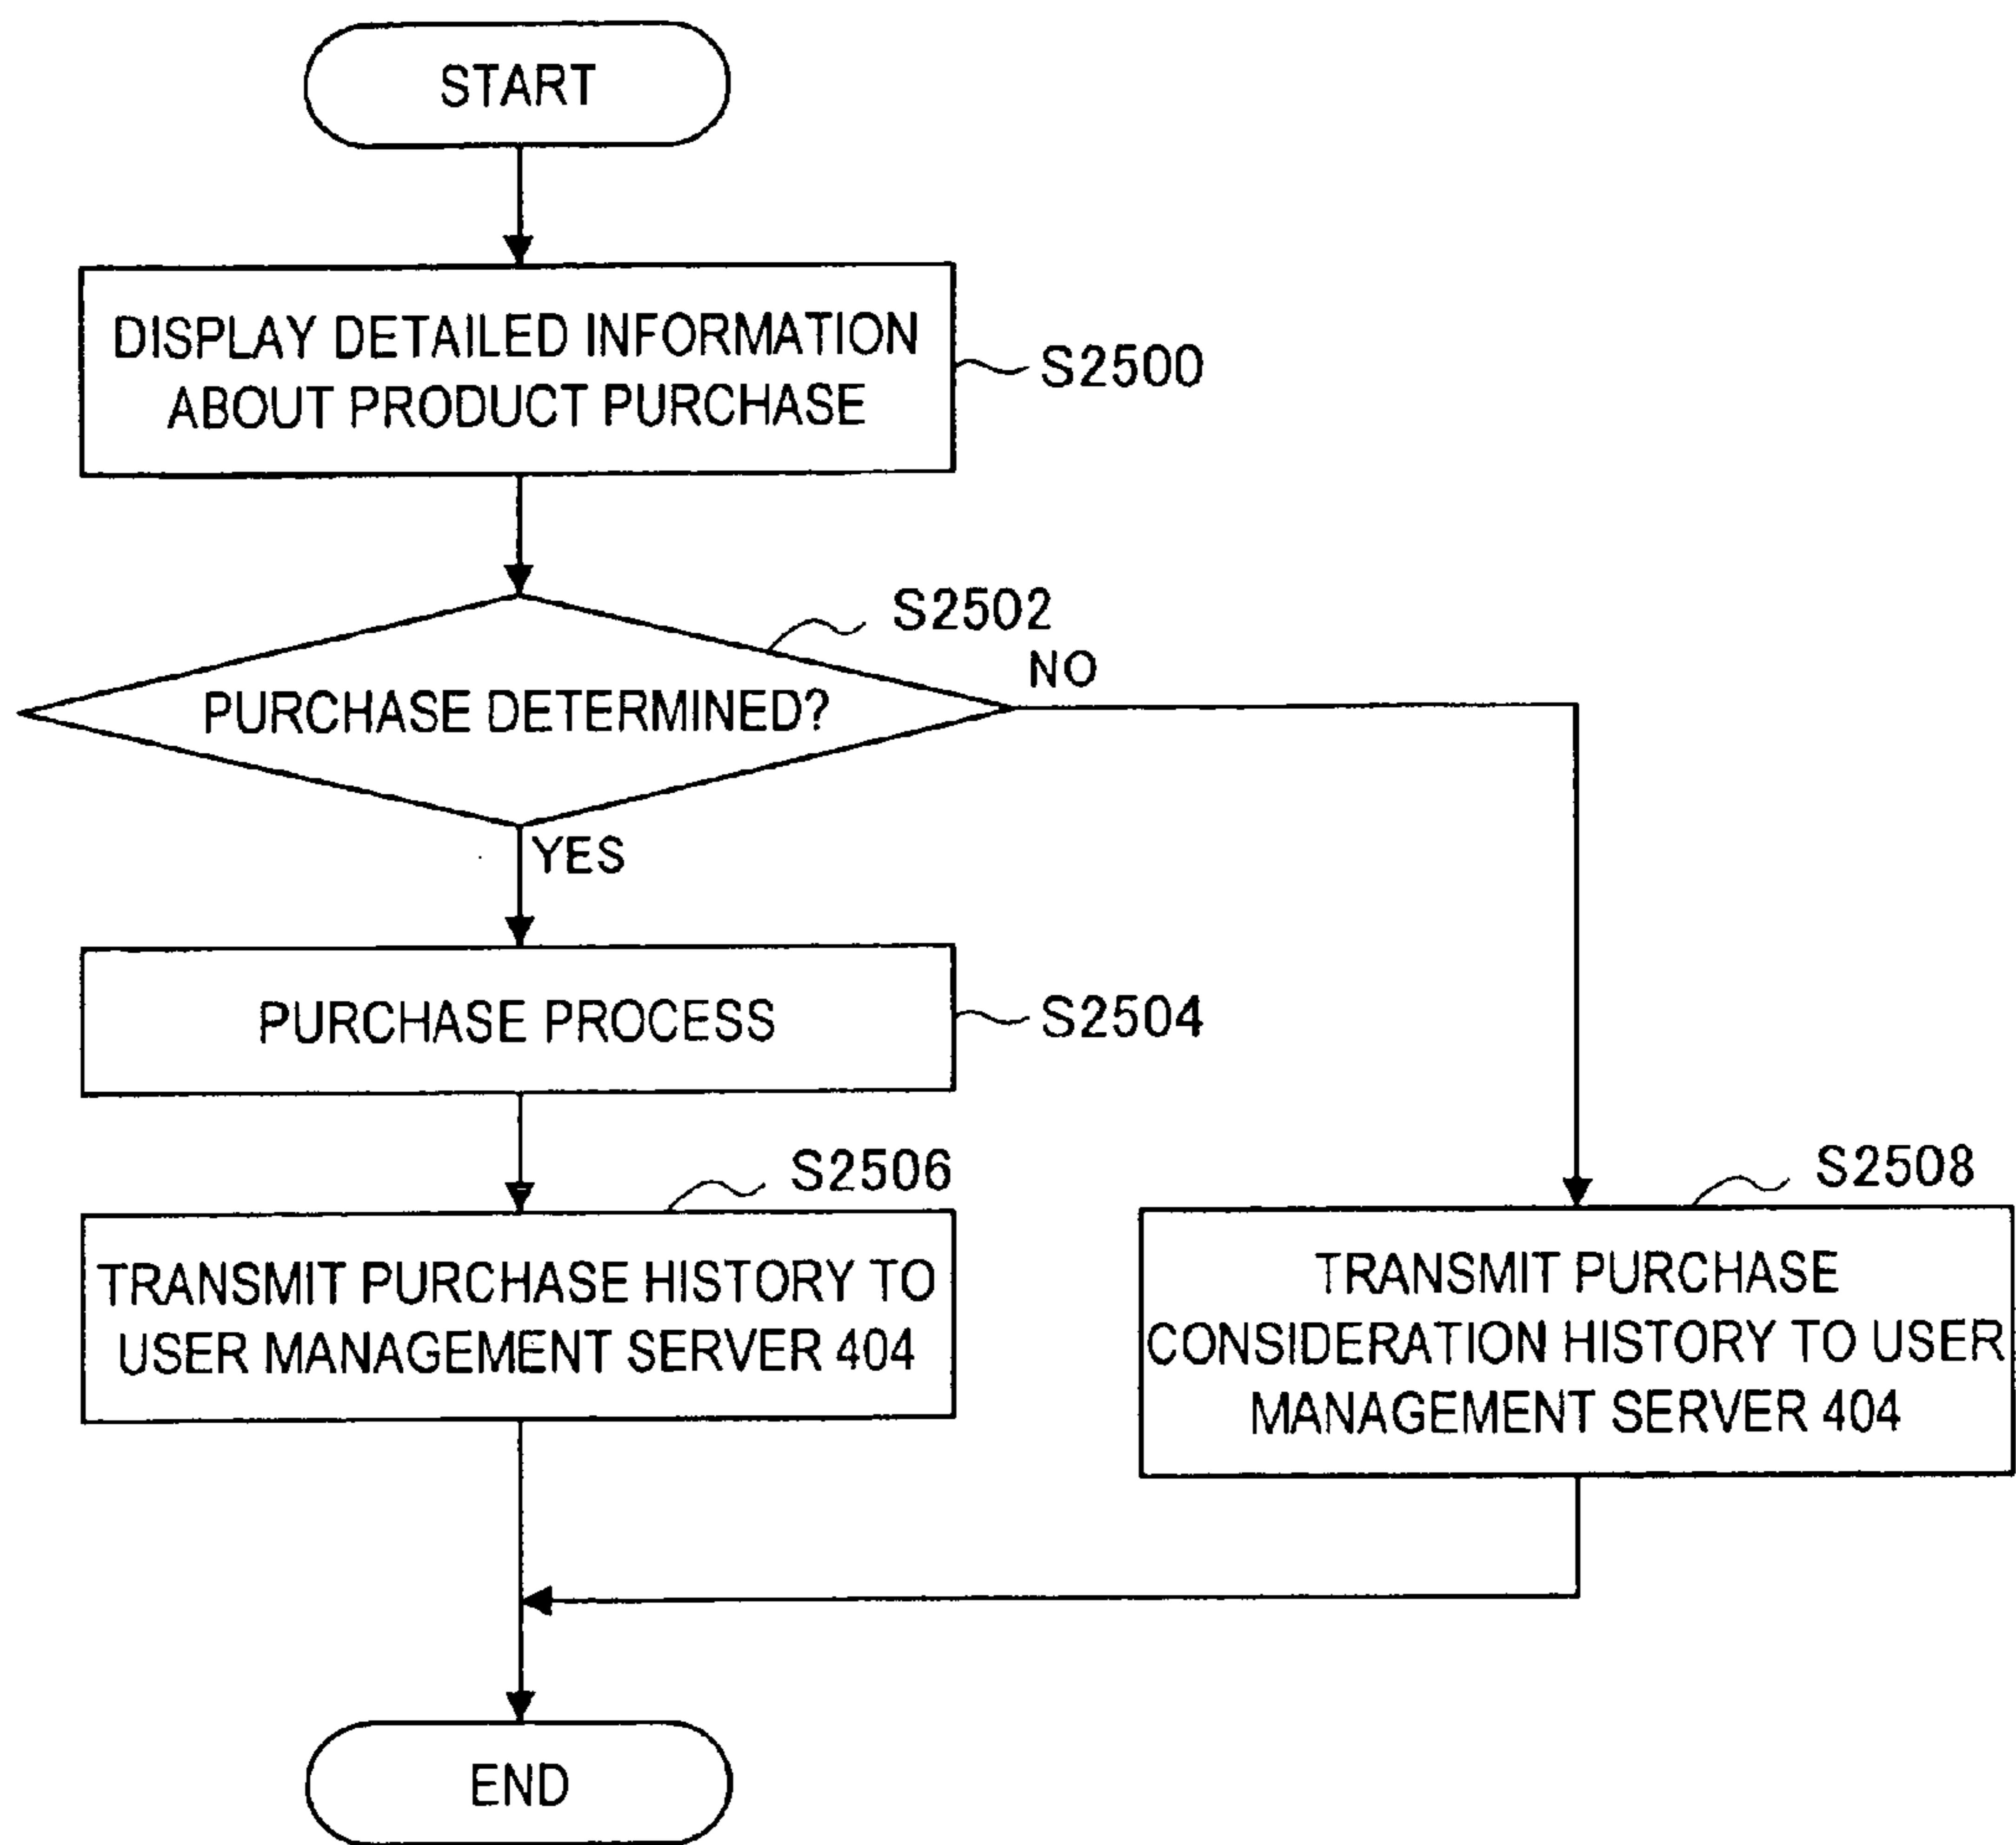 START
DISPLAY DETAILED INFORMATION
ABOUT PRODUCT PURCHASE
S2500
S2502
PURCHASE DETERMINED?
NO
YES
PURCHASE PROCESS
S2504
S2506
TRANSMIT PURCHASE HISTORY TO
USER MANAGEMENT SERVER 404
S2508
TRANSMIT PURCHASE
CONSIDERATION HISTORY TO USER
MANAGEMENT SERVER 404
END